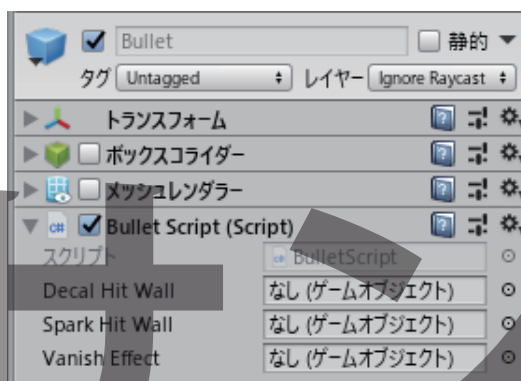 Bullet 静的
タグ Untagged レイヤー Ignore Raycast
トランスフォーム
ボックスコライダー
メッシュレンダラー
C# Bullet Script (Script)
スクリプト BulletScript
Decal Hit Wall なし (ゲームオブジェクト)
Spark Hit Wall なし (ゲームオブジェクト)
Vanish Effect なし (ゲームオブジェクト)